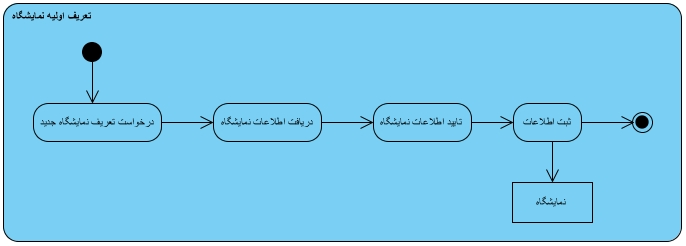 تعریف اولیه نمایشگاه
درخواست تعریف نمایشگاه جدید
دریافت اطلاعات نمایشگاه
تایید اطلاعات نمایشگاه
ثبت اطلاعات
نمایشگاه